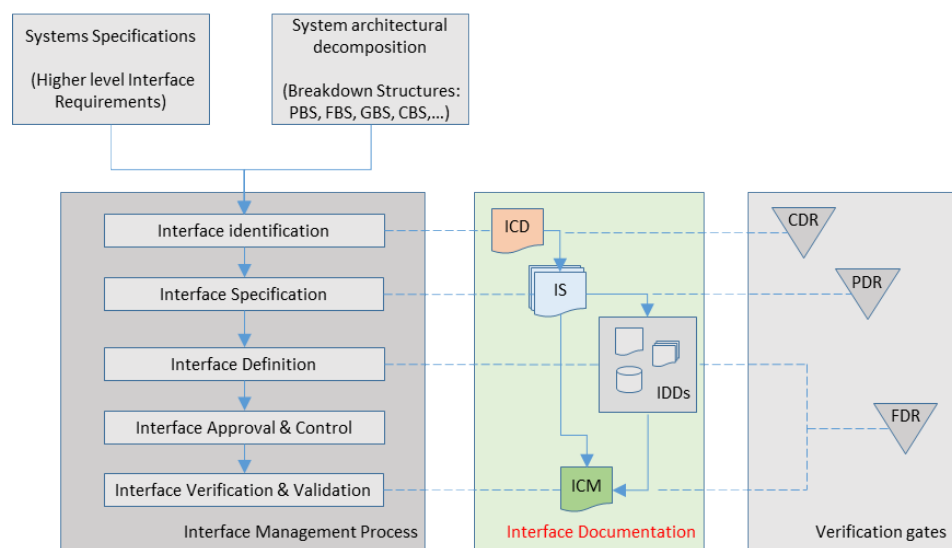 Systems Specifications
(Higher level Interface
Requirements)
System architectural
decomposition
(Breakdown Structures:
PBS, FBS, GBS, CBS,...)
Interface identification
Interface Specification
Interface Definition
Interface Approval & Control
Interface Verification & Validation
Interface Management Process
ICD
IS
IDDs
ICM
Interface Documentation
CDR
PDR
FDR
Verification gates